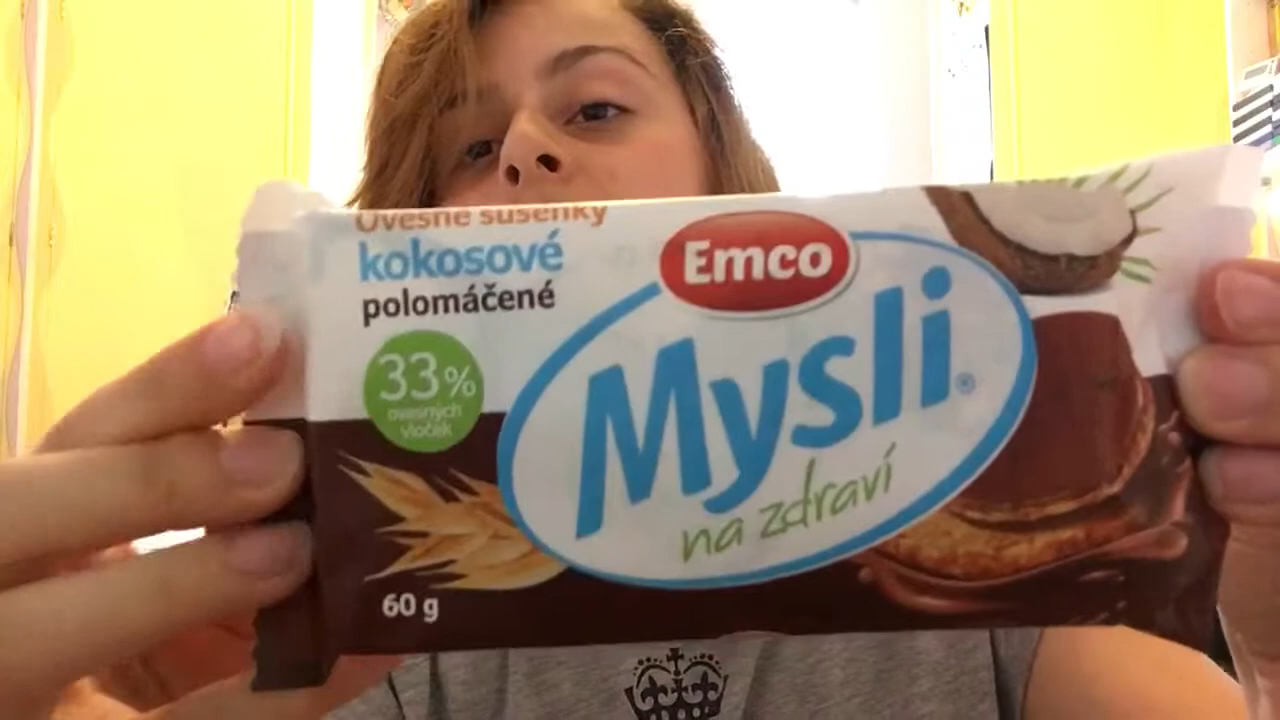 Ovesné sušenky
kokosové
polomáčené
33%
ovesných
vloček
Emco
Mysli®
na zdraví
60 g